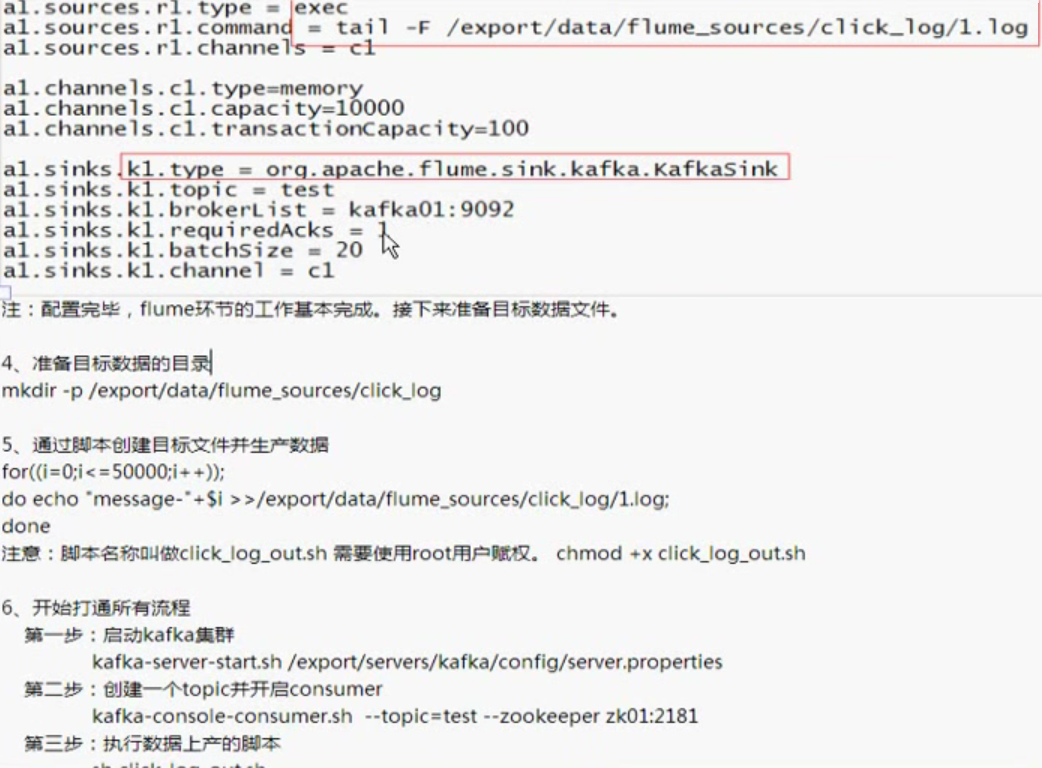 a1.sources.r1.type = exec
a1.sources.r1.command = tail -F /export/data/flume_sources/click_log/1.log
a1.sources.r1.channels = c1
a1.channels.c1.type=memory
a1.channels.c1.capacity=10000
a1.channels.c1.transactionCapacity=100
a1.sinks.k1.type = org.apache.flume.sink.kafka.KafkaSink
a1.sinks.k1.topic = test
a1.sinks.k1.brokerList = kafka01:9092
a1.sinks.k1.requiredAcks = 1
a1.sinks.k1.batchSize = 20
a1.sinks.k1.channel = c1
注：配置完毕，flume环节的工作基本完成。接下来准备目标数据文件。
4、准备目标数据的目录
mkdir -p /export/data/flume_sources/click_log
5、通过脚本创建目标文件并生产数据
for((i=0;i<=50000;i++));
do echo "message-"+$i >>/export/data/flume_sources/click_log/1.log;
done
注意：脚本名称叫做click_log_out.sh 需要使用root用户赋权。 chmod +x click_log_out.sh
6、开始打通所有流程
第一步：启动kafka集群
kafka-server-start.sh /export/servers/kafka/config/server.properties
第二步：创建一个topic并开启consumer
kafka-console-consumer.sh --topic=test --zookeeper zk01:2181
第三步：执行数据上产的脚本
sh click_log_out.sh